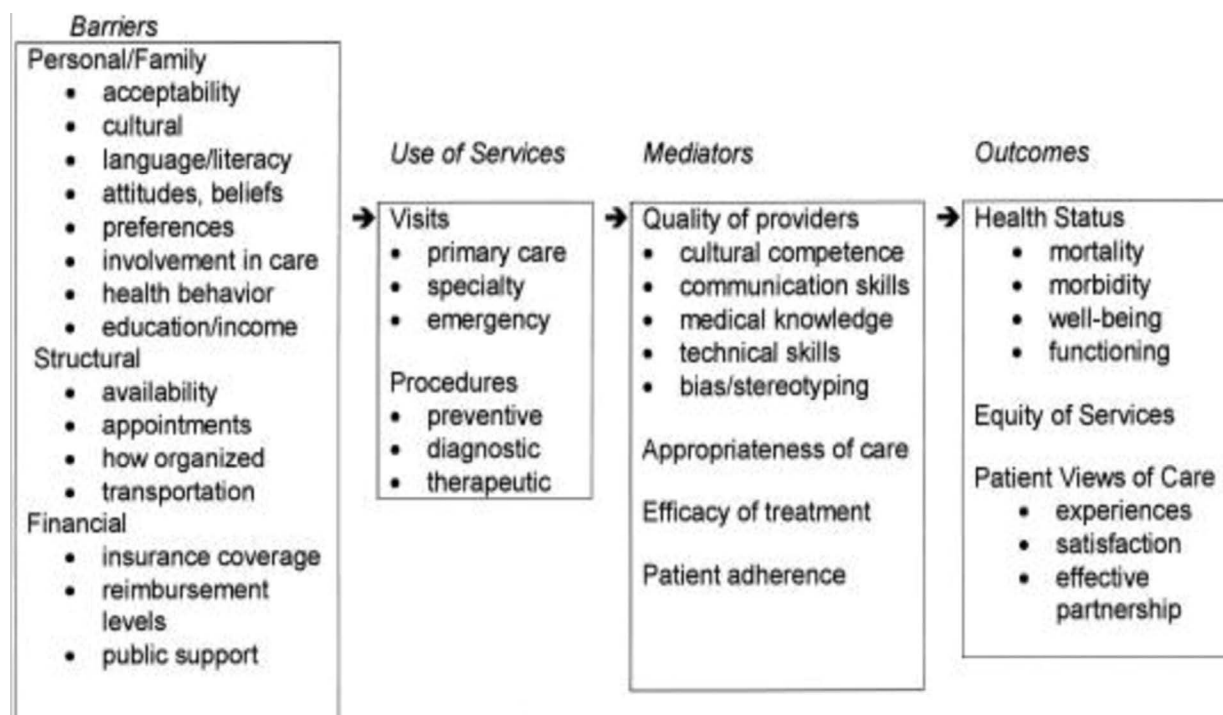 Barriers
Personal/Family
• acceptability
• cultural
• language/literacy
• attitudes, beliefs
• preferences
• involvement in care
• health behavior
• education/income
Structural
• availability
• appointments
• how organized
• transportation
Financial
• insurance coverage
• reimbursement
levels
• public support
Use of Services
Visits
• primary care
• specialty
• emergency
Procedures
• preventive
• diagnostic
• therapeutic
Mediators
Quality of providers
• cultural competence
• communication skills
• medical knowledge
• technical skills
• bias/stereotyping
Appropriateness of care
Efficacy of treatment
Patient adherence
Outcomes
Health Status
• mortality
• morbidity
• well-being
• functioning
Equity of Services
Patient Views of Care
• experiences
• satisfaction
• effective
partnership